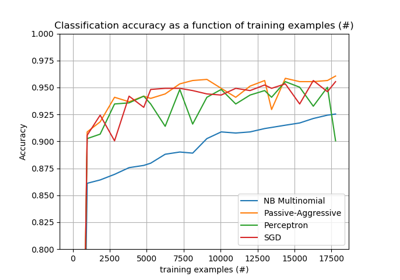 Classification accuracy as a function of training examples (#)
1.000
0.975
0.950
0.925
0.900
0.875
0.850
0.825
0.800
Accuracy
NB Multinomial
Passive-Aggressive
Perceptron
SGD
0 2500 5000 7500 10000 12500 15000 17500
training examples (#)